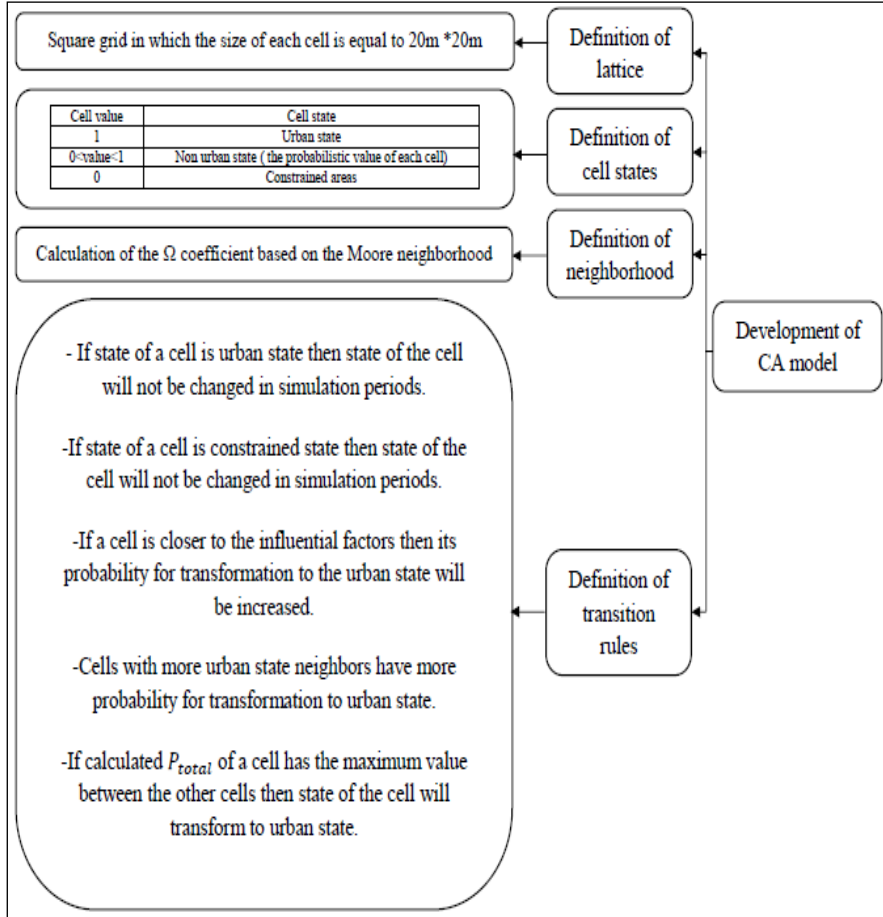 Square grid in which the size of each cell is equal to 20m *20m
Definition of
lattice
Cell value Cell state
1 Urban state
0<value<1 Non urban state ( the probabilistic value of each cell)
0 Constrained areas
Definition of
cell states
Calculation of the Ω coefficient based on the Moore neighborhood
Definition of
neighborhood
Development of
CA model
- If state of a cell is urban state then state of the cell
will not be changed in simulation periods.
-If state of a cell is constrained state then state of the
cell will not be changed in simulation periods.
-If a cell is closer to the influential factors then its
probability for transformation to the urban state will
be increased.
-Cells with more urban state neighbors have more
probability for transformation to urban state.
-If calculated P_total of a cell has the maximum value
between the other cells then state of the cell will
transform to urban state.
Definition of
transition
rules